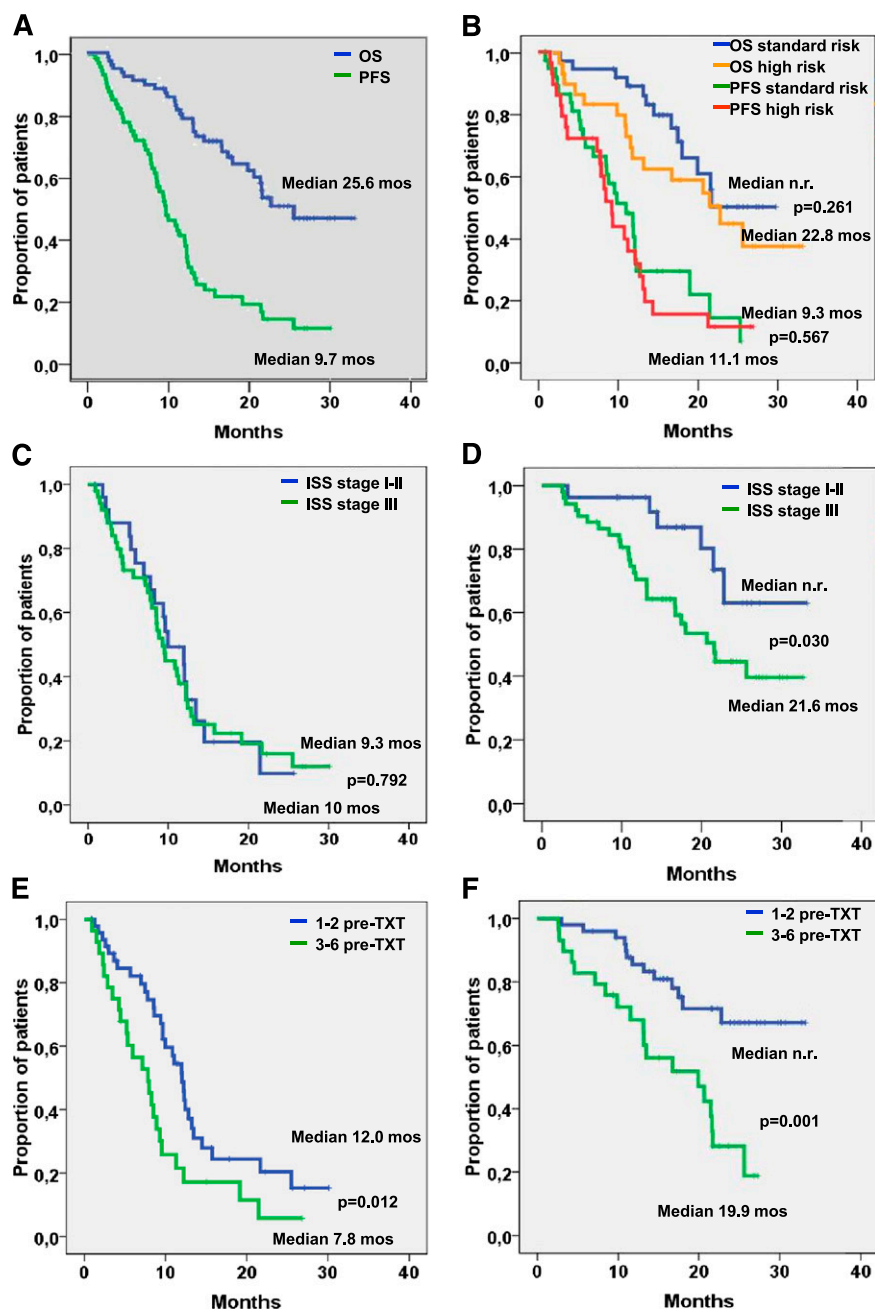 A
OS
PFS
1,0
0,8
0,6
0,4
0,2
0,0
Proportion of patients
Median 25.6 mos
Median 9.7 mos
0 10 20 30 40
Months
B
OS standard risk
OS high risk
PFS standard risk
PFS high risk
1,0
0,8
0,6
0,4
0,2
0,0
Proportion of patients
Median n.r.
p=0.261
Median 22.8 mos
Median 9.3 mos
p=0.567
Median 11.1 mos
0 10 20 30 40
Months
C
ISS stage I-II
ISS stage III
1,0
0,8
0,6
0,4
0,2
0,0
Proportion of patients
Median 9.3 mos
p=0.792
Median 10 mos
0 10 20 30 40
Months
D
ISS stage I-II
ISS stage III
1,0
0,8
0,6
0,4
0,2
0,0
Proportion of patients
Median n.r.
p=0.030
Median 21.6 mos
0 10 20 30 40
Months
E
1-2 pre-TXT
3-6 pre-TXT
1,0
0,8
0,6
0,4
0,2
0,0
Proportion of patients
Median 12.0 mos
p=0.012
Median 7.8 mos
0 10 20 30 40
Months
F
1-2 pre-TXT
3-6 pre-TXT
1,0
0,8
0,6
0,4
0,2
0,0
Proportion of patients
Median n.r.
p=0.001
Median 19.9 mos
0 10 20 30 40
Months